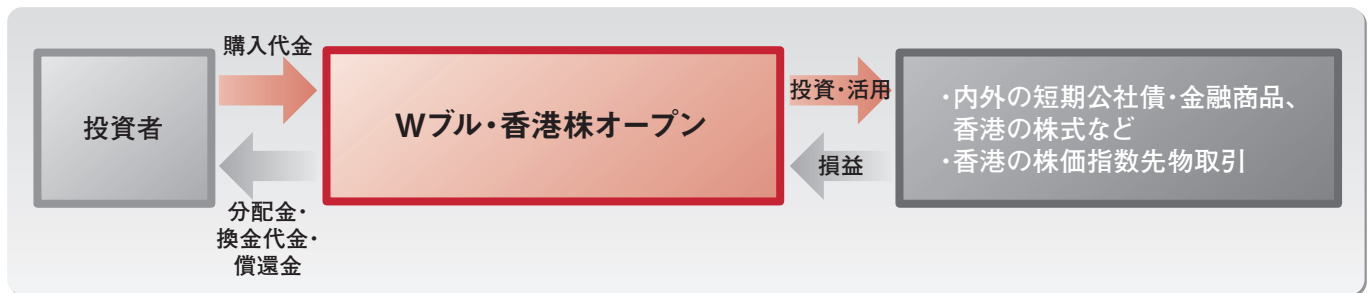 購入代金
投資者
分配金・
換金代金・
償還金
Wブル・香港株オープン
投資・活用
損益
・内外の短期公社債・金融商品、
香港の株式など
・香港の株価指数先物取引